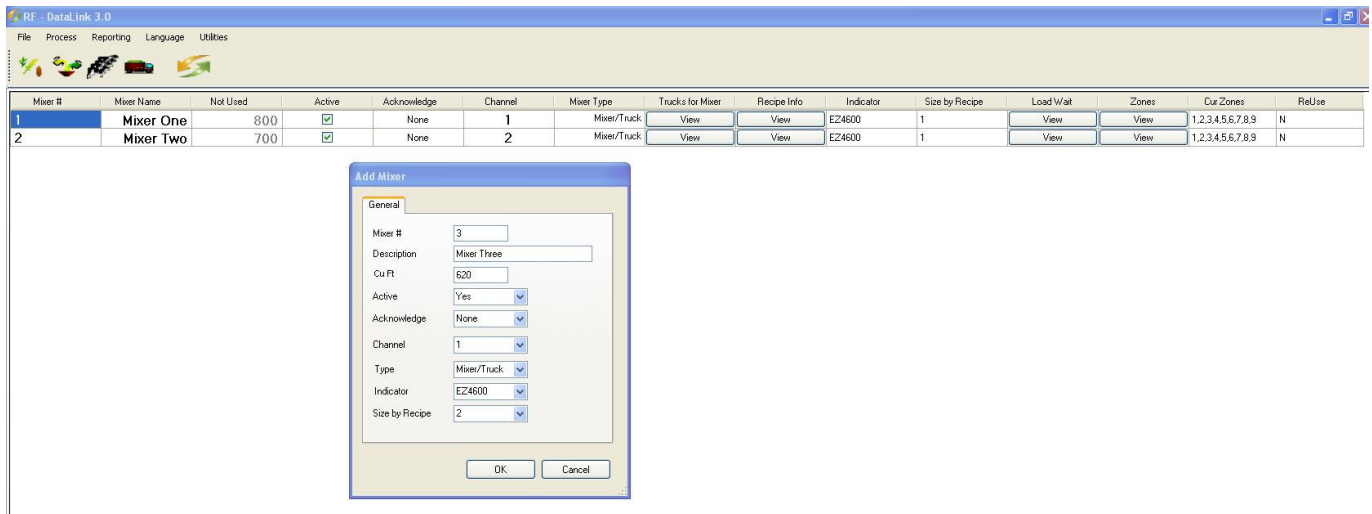 RF - DataLink 3.0
File Process Reporting Language Utilities
Mixer # Mixer Name Not Used Active Acknowledge Channel Mixer Type Trucks for Mixer Recipe Info Indicator Size by Recipe Load Wait Zones Cur Zones ReUse
1 Mixer One 800 None 1 Mixer/Truck View View EZ4600 1 View View 1,2,3,4,5,6,7,8,9 N
2 Mixer Two 700 None 2 Mixer/Truck View View EZ4600 1 View View 1,2,3,4,5,6,7,8,9 N
Add Mixer
General
Mixer # 3
Description Mixer Three
Cu Ft 620
Active Yes
Acknowledge None
Channel 1
Type Mixer/Truck
Indicator EZ4600
Size by Recipe 2
OK Cancel